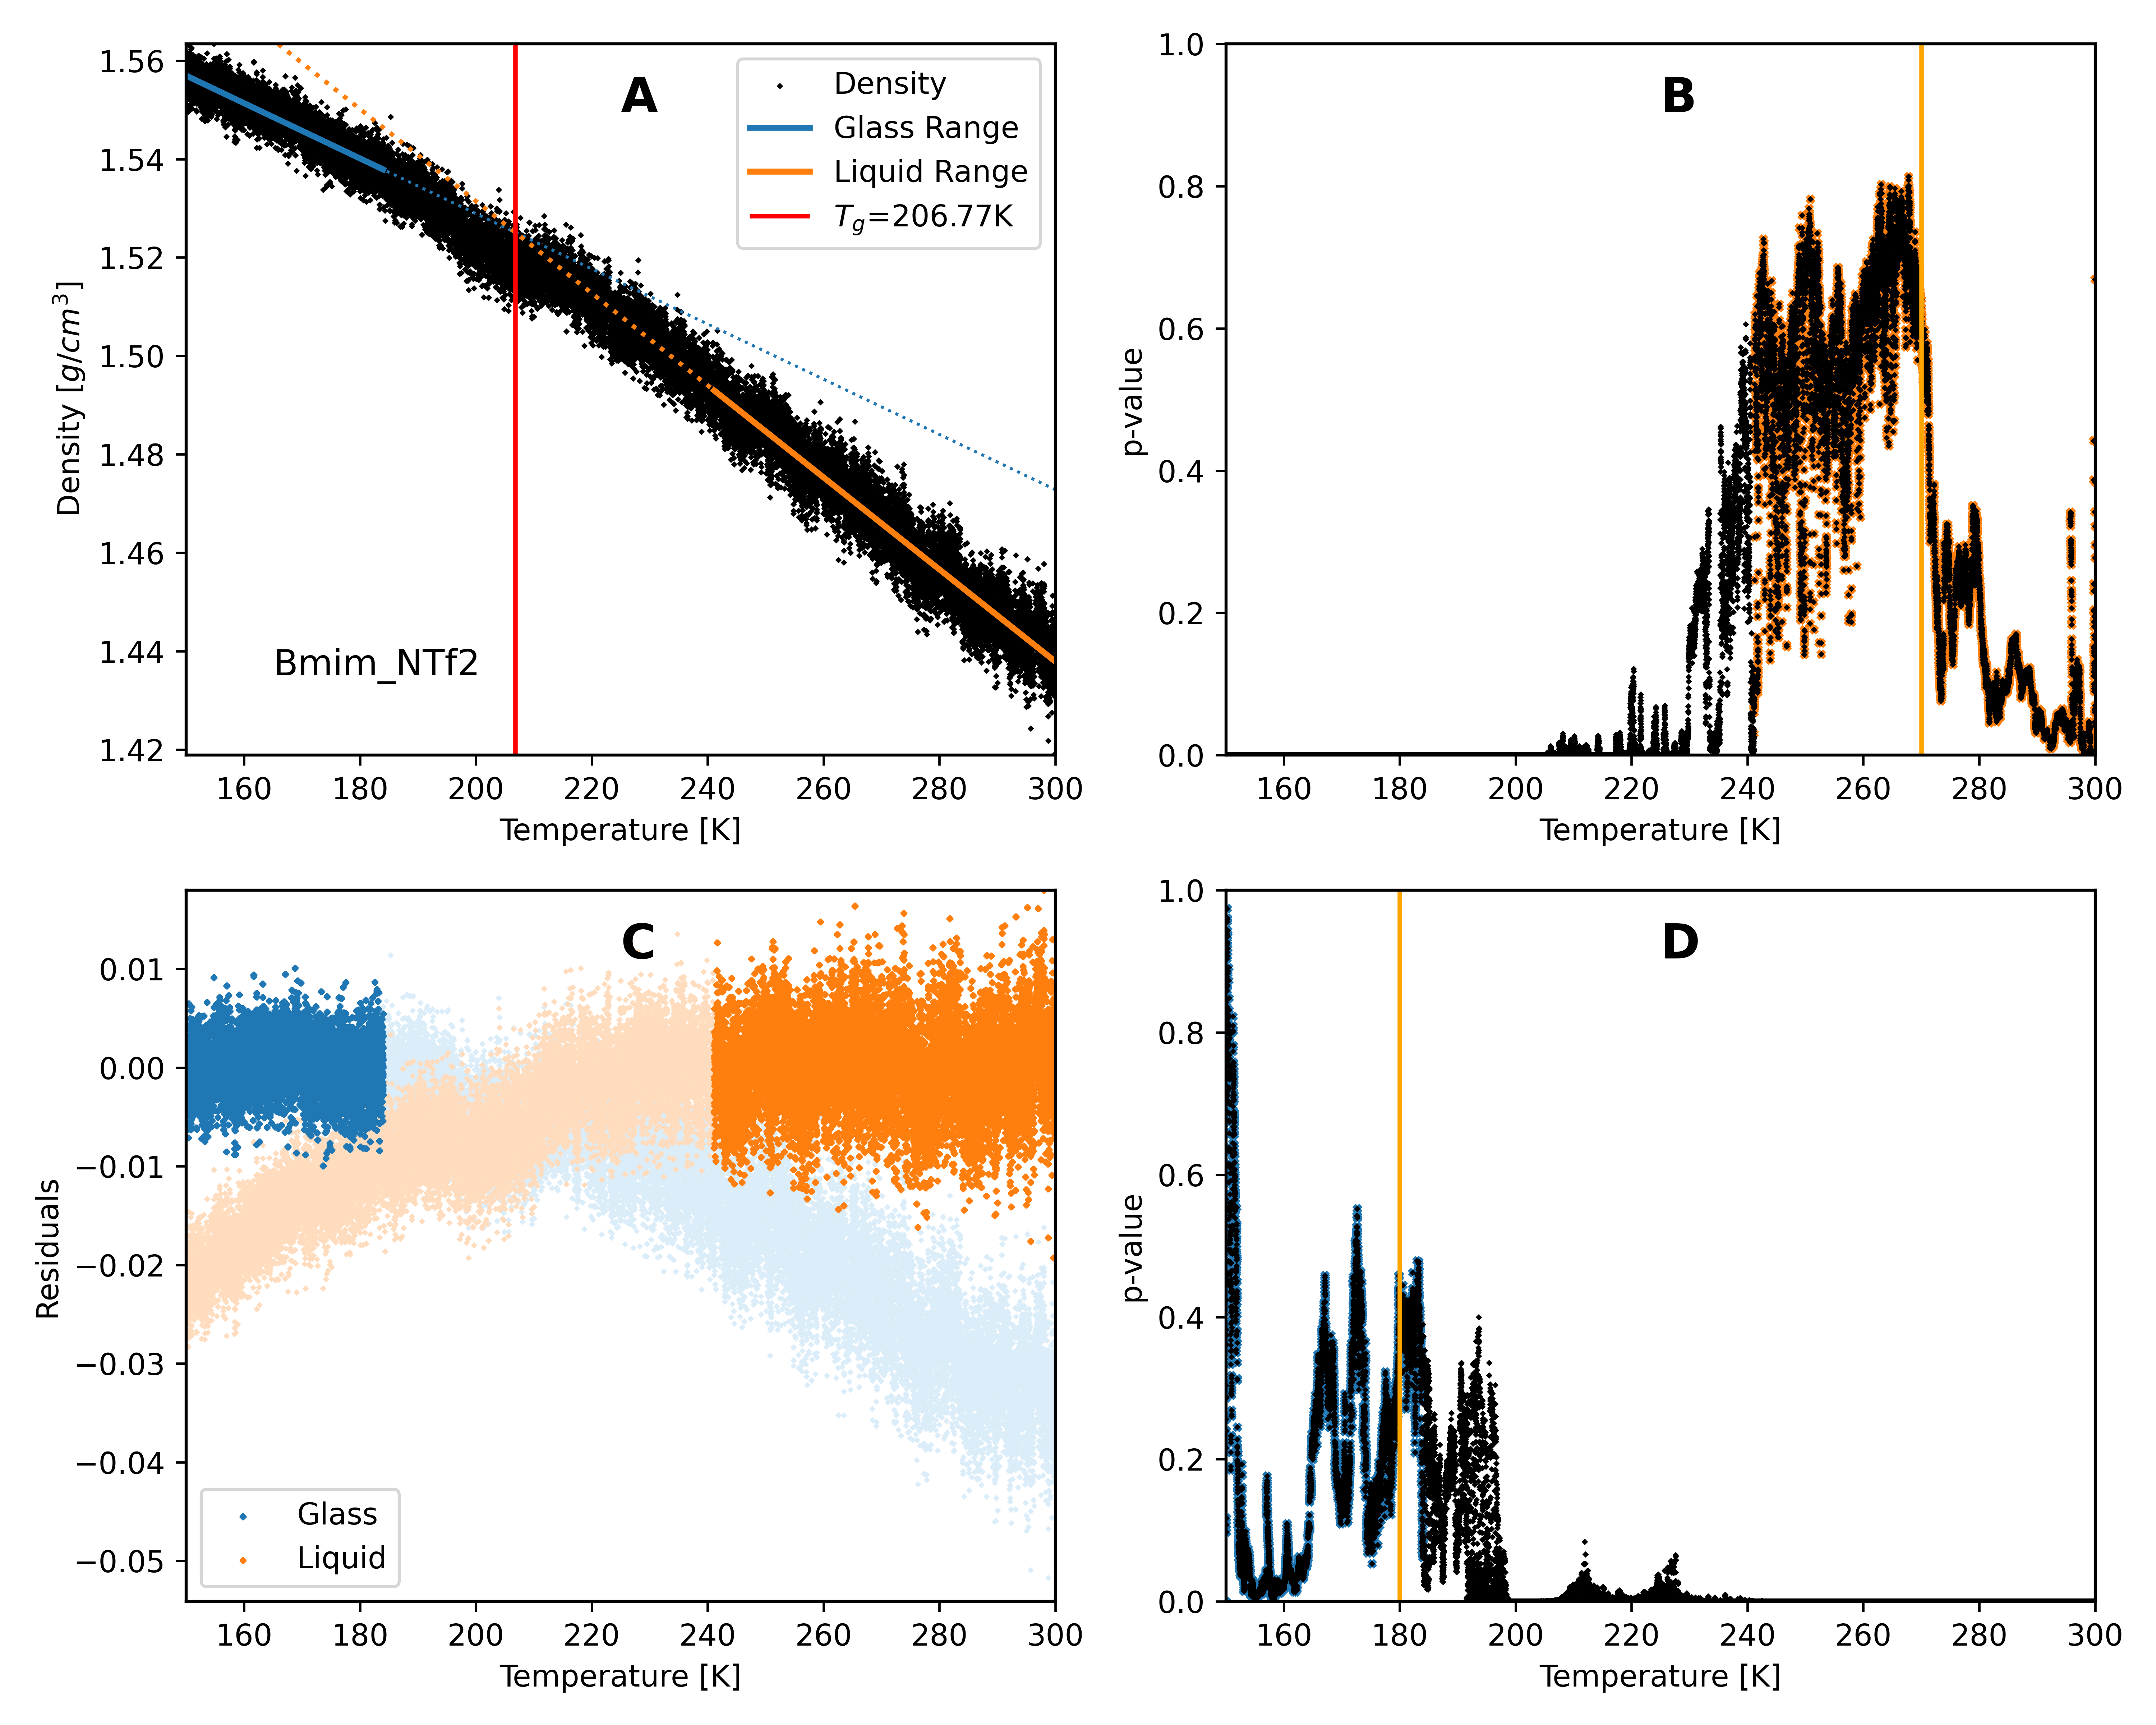 A
Density
Glass Range
Liquid Range
T_g=206.77K
Bmim_NTf2
Density [g/cm^3]
1.56
1.54
1.52
1.50
1.48
1.46
1.44
1.42
160 180 200 220 240 260 280 300
Temperature [K]
B
p-value
1.0
0.8
0.6
0.4
0.2
0.0
160 180 200 220 240 260 280 300
Temperature [K]
C
Residuals
0.01
0.00
−0.01
−0.02
−0.03
−0.04
−0.05
Glass
Liquid
160 180 200 220 240 260 280 300
Temperature [K]
D
p-value
1.0
0.8
0.6
0.4
0.2
0.0
160 180 200 220 240 260 280 300
Temperature [K]